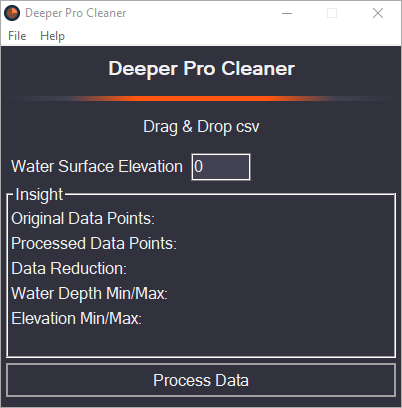 Deeper Pro Cleaner
File Help
Deeper Pro Cleaner
Drag & Drop csv
Water Surface Elevation 0
Insight
Original Data Points:
Processed Data Points:
Data Reduction:
Water Depth Min/Max:
Elevation Min/Max:
Process Data